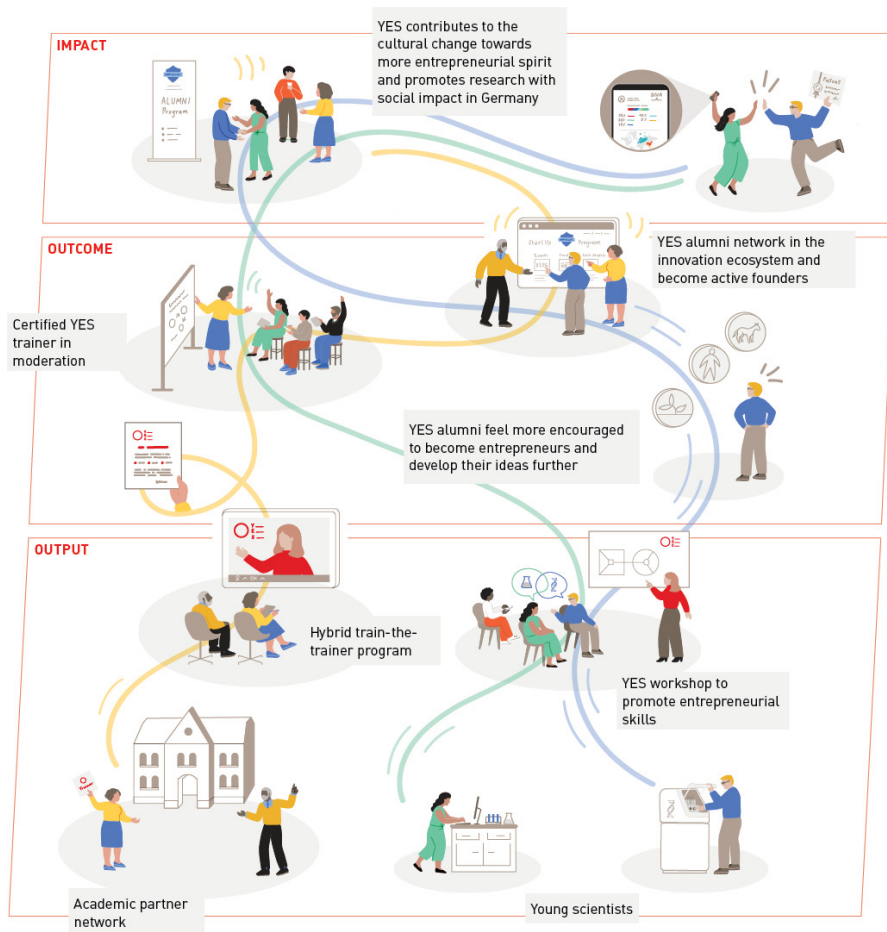 IMPACT
YES contributes to the
cultural change towards
more entrepreneurial spirit
and promotes research with
social impact in Germany
ALUMNI
Program
Patent
OUTCOME
Start Up Program
YES alumni network in the
innovation ecosystem and
become active founders
Certified YES
trainer in
moderation
YES alumni feel more encouraged
to become entrepreneurs and
develop their ideas further
OUTPUT
YES
Hybrid train-the-
trainer program
YES workshop to
promote entrepreneurial
skills
Academic partner
network
Young scientists